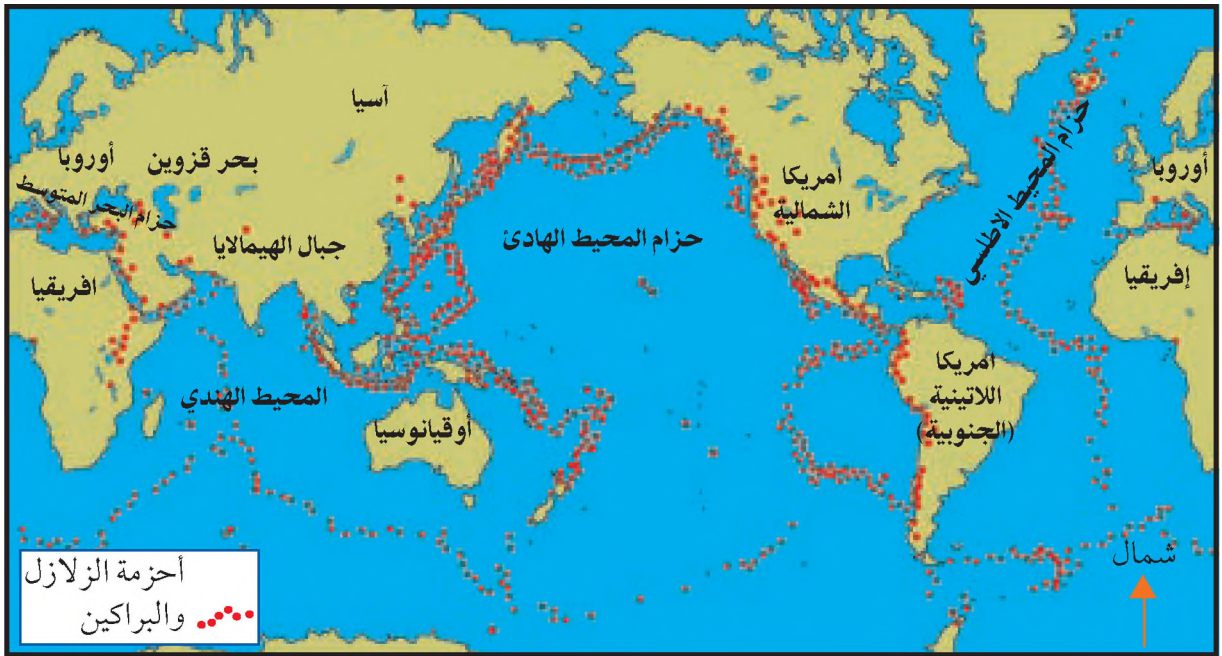 آسيا
أوروبا
بحر قزوين
حزام البحر المتوسط
جبال الهيمالايا
افريقيا
المحيط الهندي
أوقيانوسيا
حزام المحيط الهادئ
أمريكا
الشمالية
حزام المحيط الاطلسي
أوروبا
إفريقيا
امريكا
اللاتينية
(الجنوبية)
شمال
أحزمة الزلازل
والبراكين